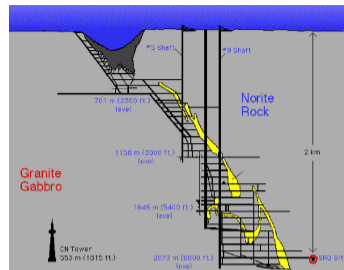 #5 Shaft
#9 Shaft
701 m (2300 ft.)
level
Norite
Rock
1158 m (3800 ft.)
level
2 km
Granite
Gabbro
1646 m (5400 ft.)
level
CN Tower
553 m (1815 ft.)
2073 m (6800 ft.)
level
SNO Site